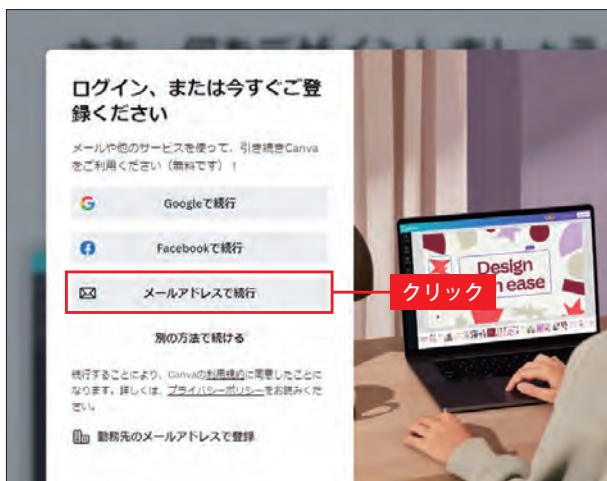 ログイン、または今すぐご登
録ください
メールや他のサービスを使って、引き続きCanva
をご利用ください（無料です）！
Googleで続行
Facebookで続行
メールアドレスで続行
クリック
Design
ease
別の方法で続ける
続行することにより、Canvaの利用規約に同意したことに
なります。詳しくは、プライバシーポリシーをお読みくだ
さい。
勤務先のメールアドレスで登録